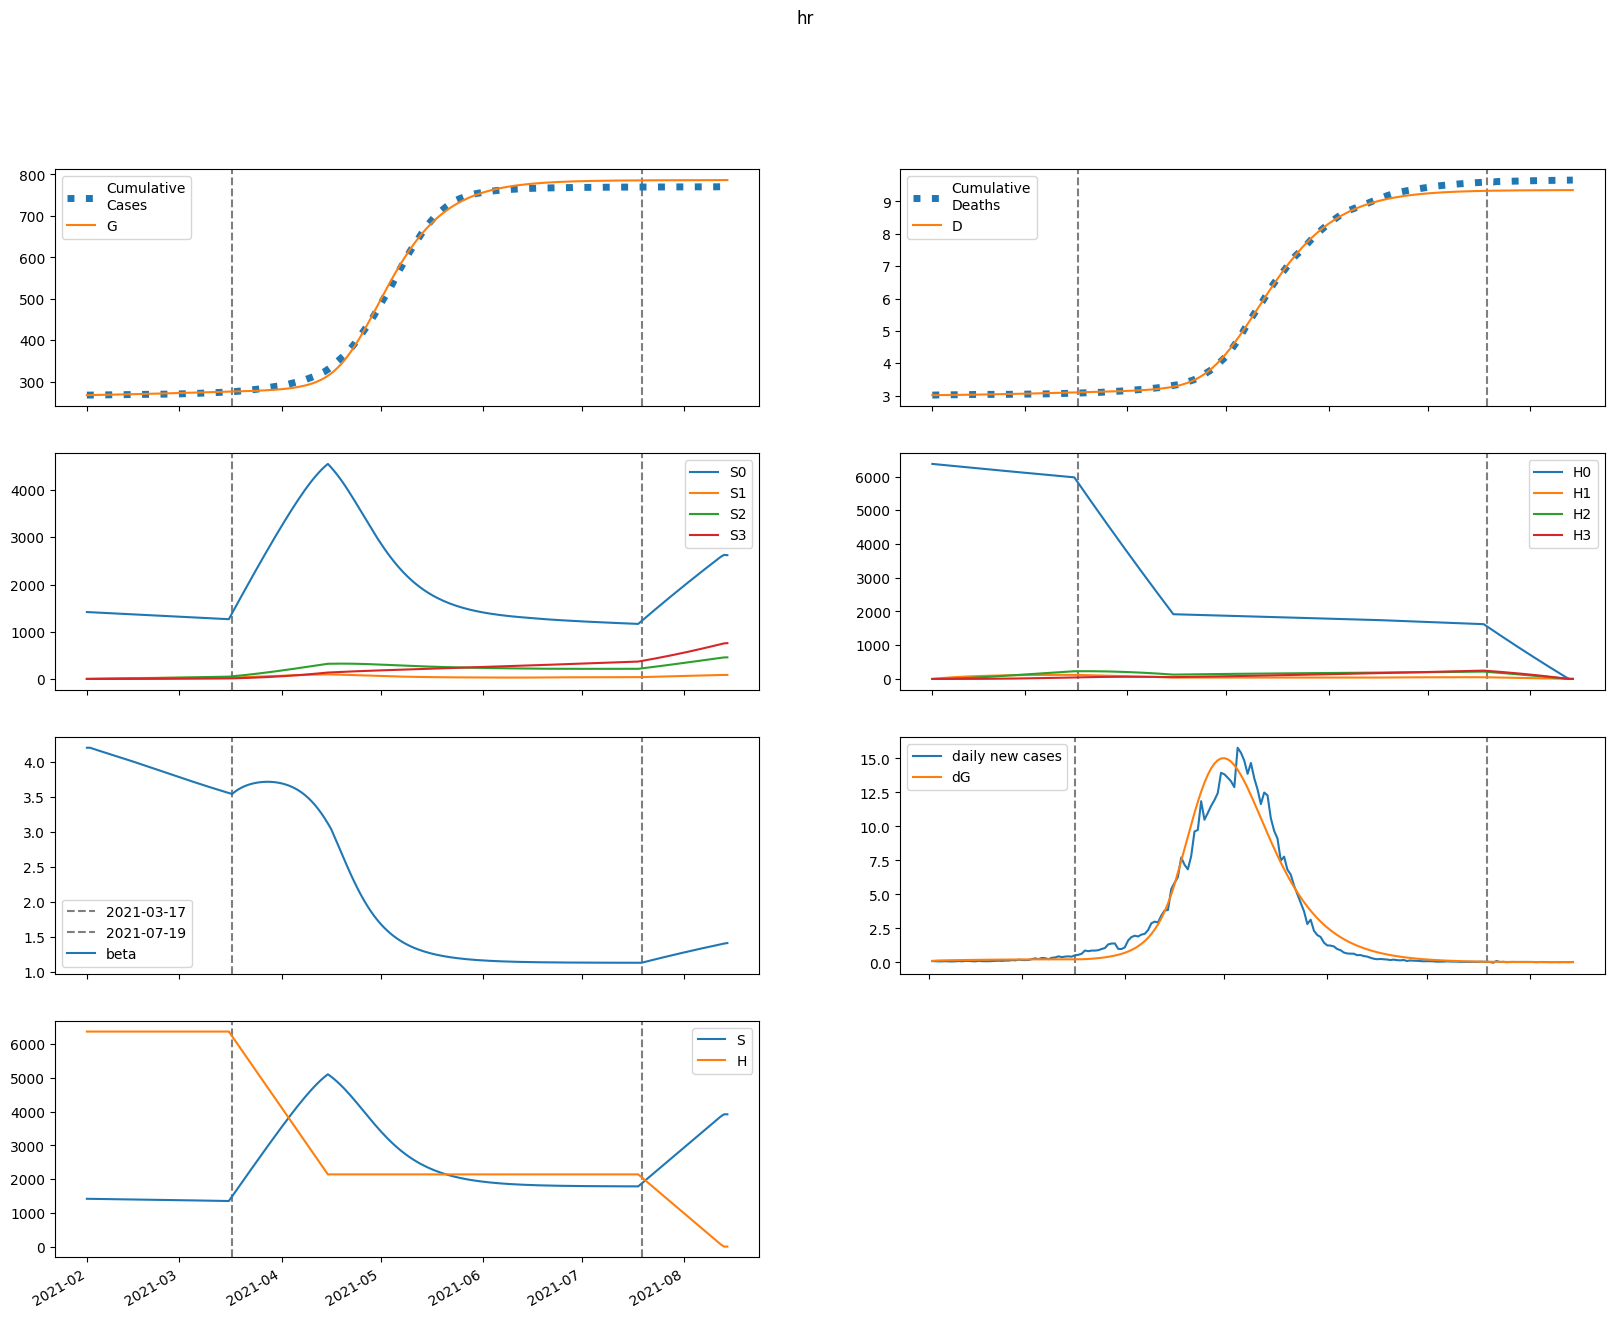 hr
800
700
600
500
400
300
Cumulative
Cases
G
9
8
7
6
5
4
3
Cumulative
Deaths
D
4000
3000
2000
1000
0
S0
S1
S2
S3
6000
5000
4000
3000
2000
1000
0
H0
H1
H2
H3
4.0
3.5
3.0
2.5
2.0
1.5
1.0
2021-03-17
2021-07-19
beta
15.0
12.5
10.0
7.5
5.0
2.5
0.0
daily new cases
dG
6000
5000
4000
3000
2000
1000
0
S
H
2021-02
2021-03
2021-04
2021-05
2021-06
2021-07
2021-08